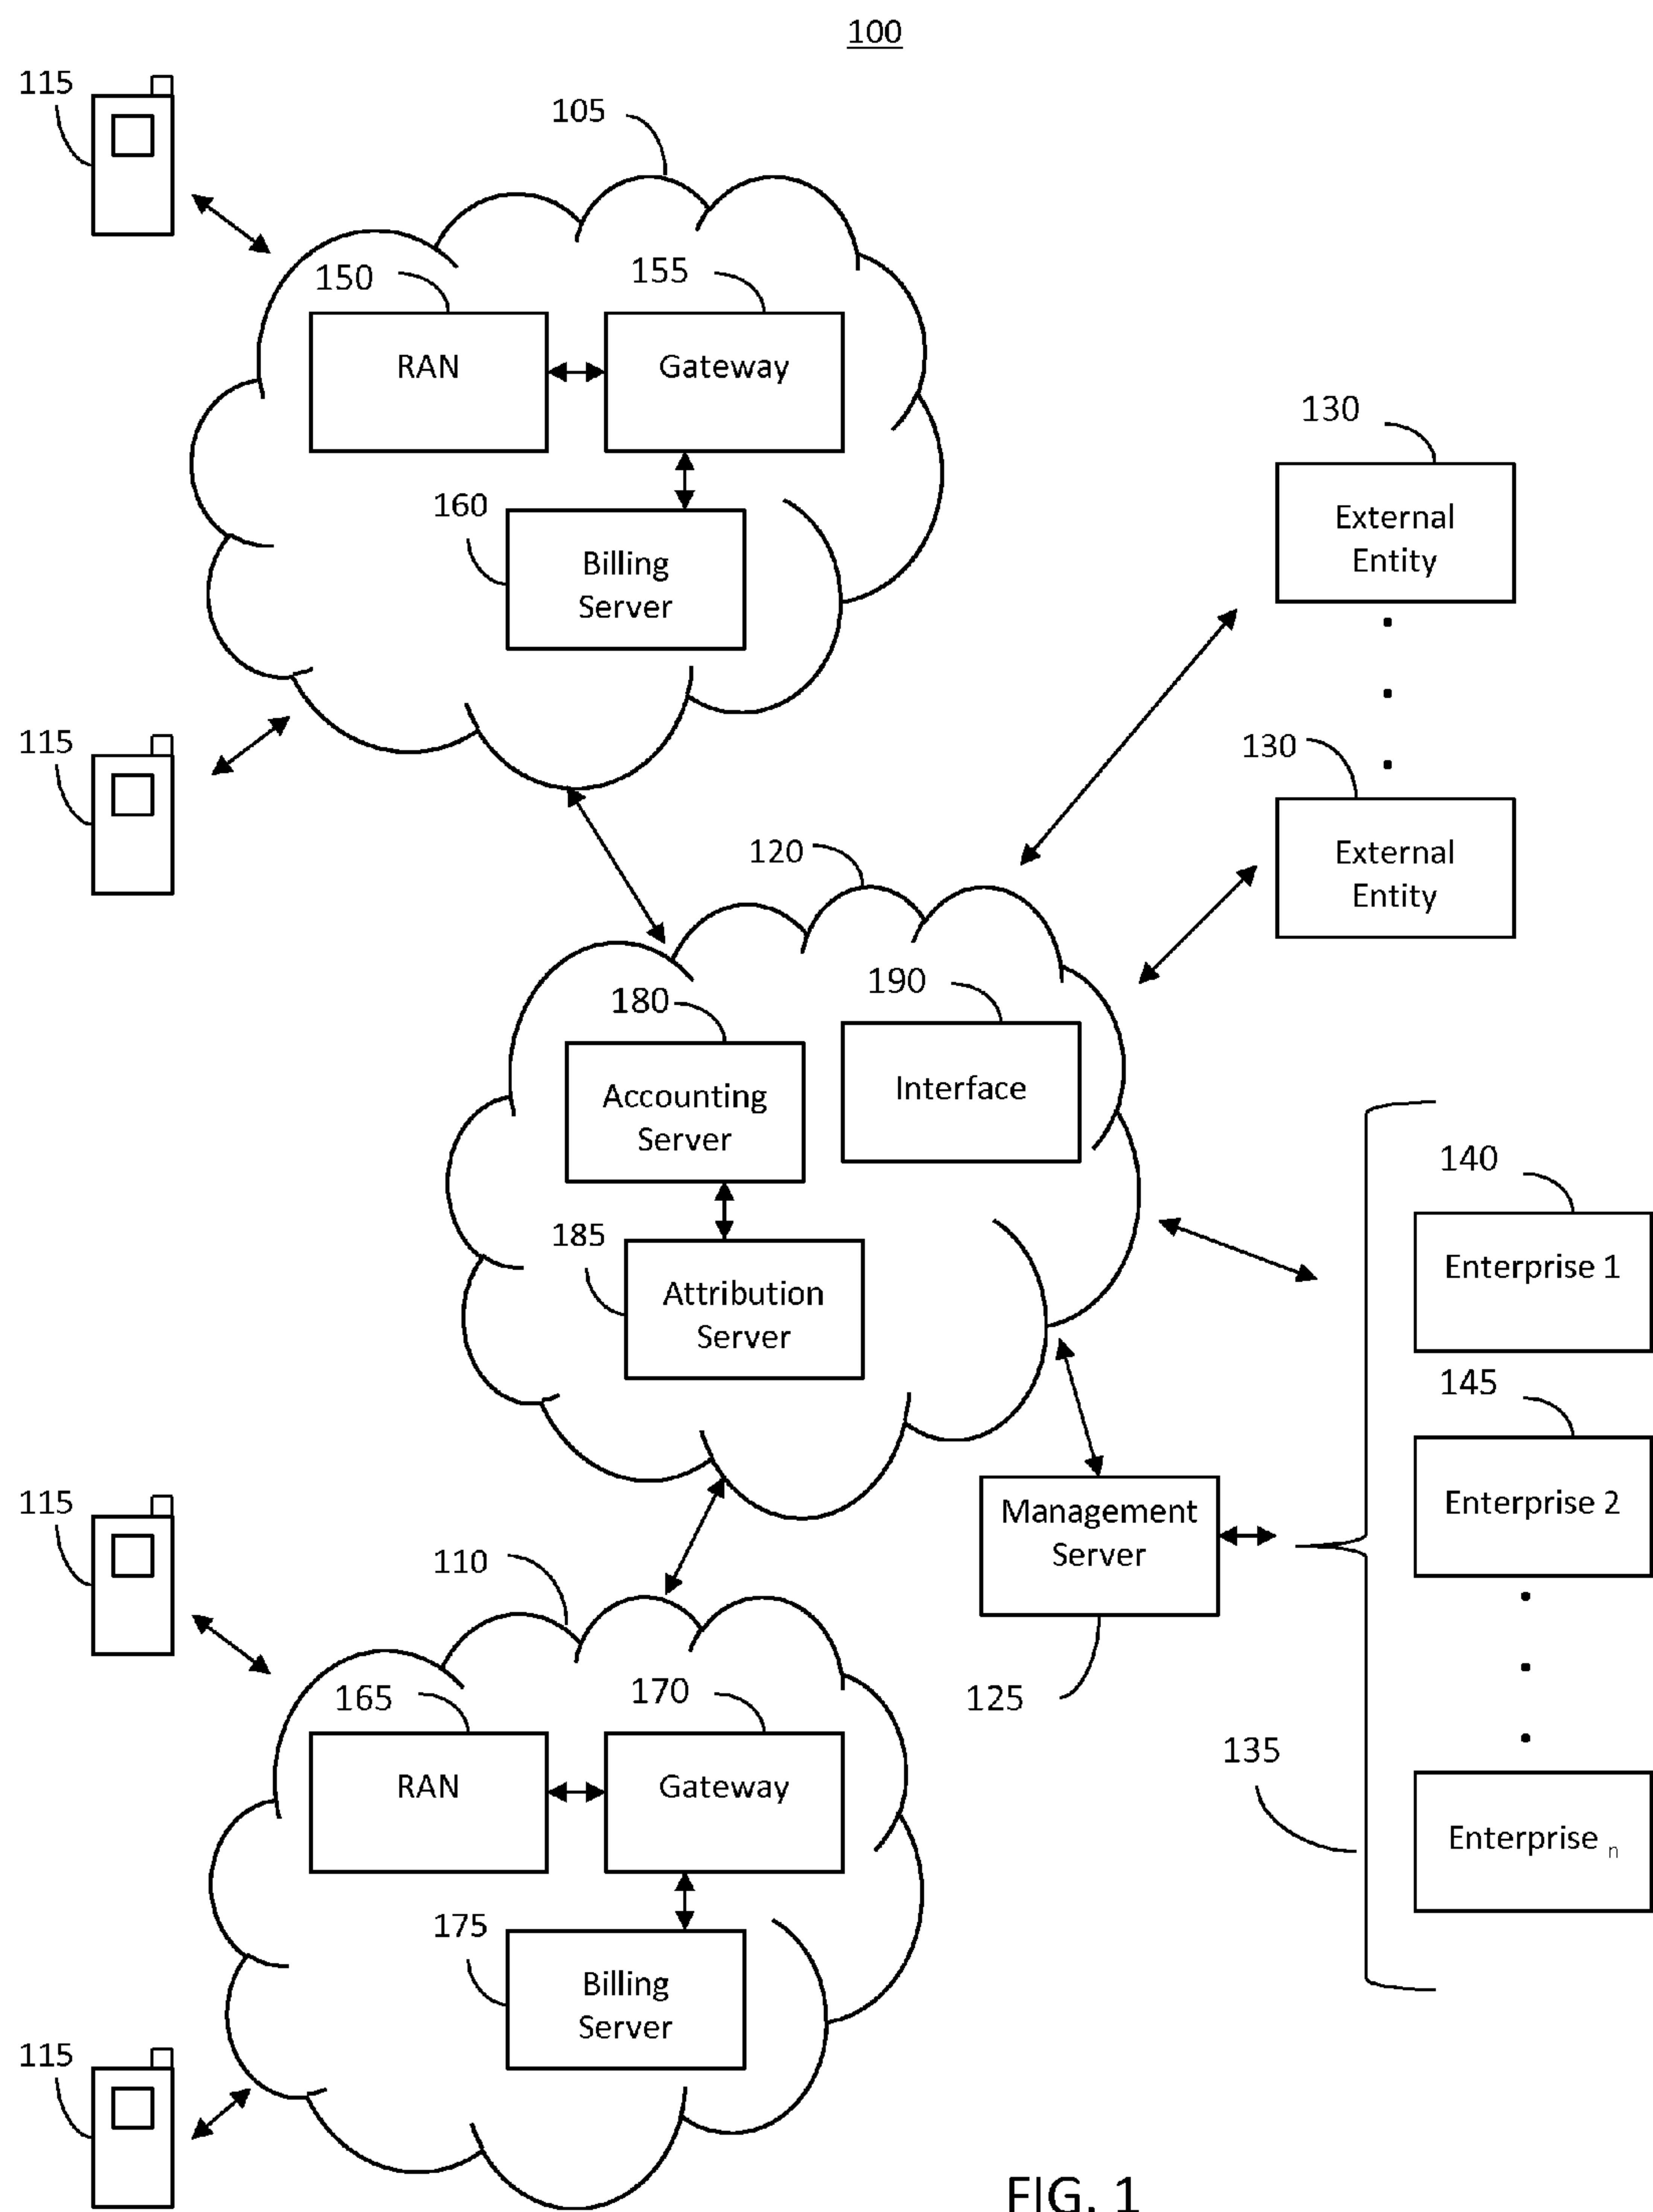 100
115
105
150
155
RAN
Gateway
130
External
Entity
160
Billing
Server
115
130
External
Entity
120
180
190
Accounting
Server
Interface
140
Enterprise 1
185
Attribution
Server
145
Enterprise 2
115
110
Management
Server
125
165
170
RAN
Gateway
135
Enterprise n
175
Billing
Server
115
FIG. 1